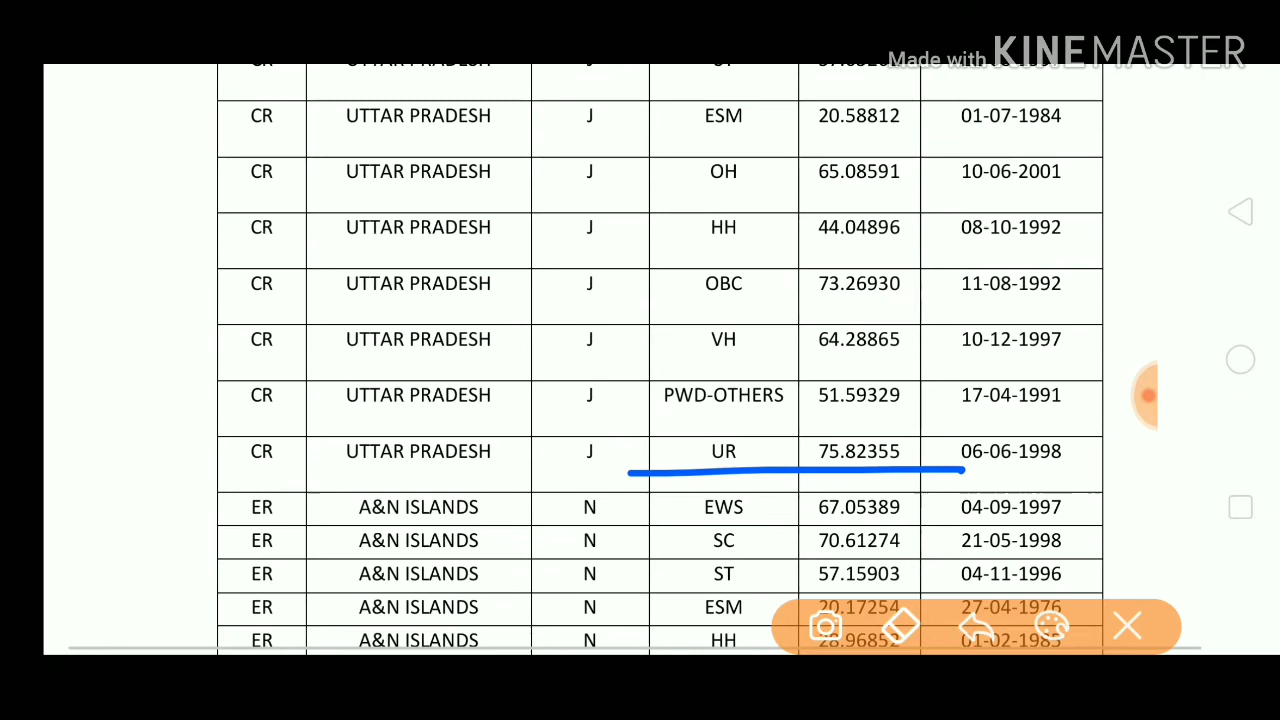 Made with KINEMASTER
CR UTTAR PRADESH J
CR UTTAR PRADESH J ESM 20.58812 01-07-1984
CR UTTAR PRADESH J OH 65.08591 10-06-2001
CR UTTAR PRADESH J HH 44.04896 08-10-1992
CR UTTAR PRADESH J OBC 73.26930 11-08-1992
CR UTTAR PRADESH J VH 64.28865 10-12-1997
CR UTTAR PRADESH J PWD-OTHERS 51.59329 17-04-1991
CR UTTAR PRADESH J UR 75.82355 06-06-1998
ER A&N ISLANDS N EWS 67.05389 04-09-1997
ER A&N ISLANDS N SC 70.61274 21-05-1998
ER A&N ISLANDS N ST 57.15903 04-11-1996
ER A&N ISLANDS N ESM 20.17254 27-04-1976
ER A&N ISLANDS N HH 28.96852 01-02-1985